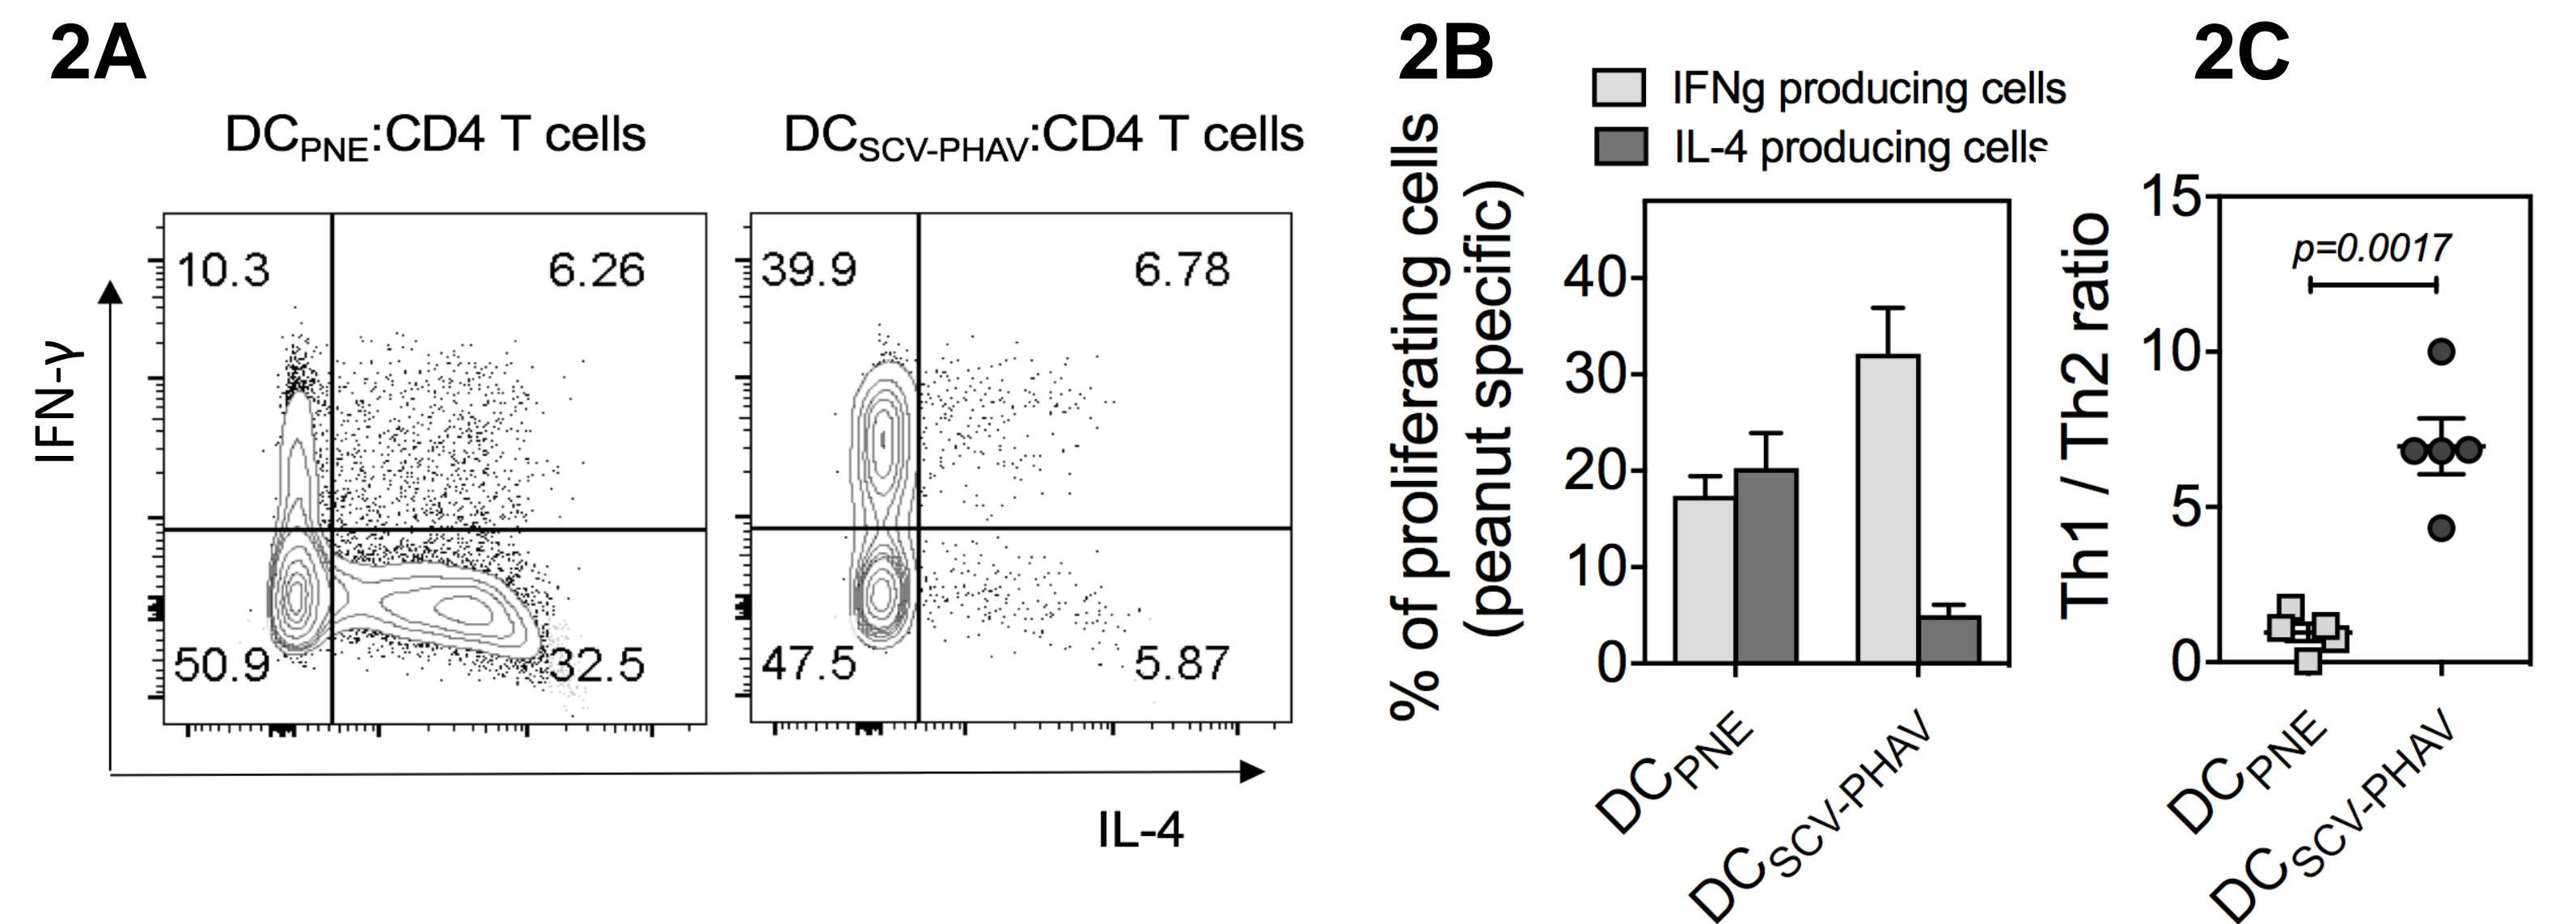 2A
DCPNE:CD4 T cells
DCSCV-PHAV:CD4 T cells
IFN-γ
10.3
6.26
50.9
32.5
39.9
6.78
47.5
5.87
IL-4
2B
IFNg producing cells
IL-4 producing cells
% of proliferating cells
(peanut specific)
40
30
20
10
0
DCPNE
DCSCV-PHAV
2C
Th1 / Th2 ratio
15
10
5
0
p=0.0017
DCPNE
DCSCV-PHAV